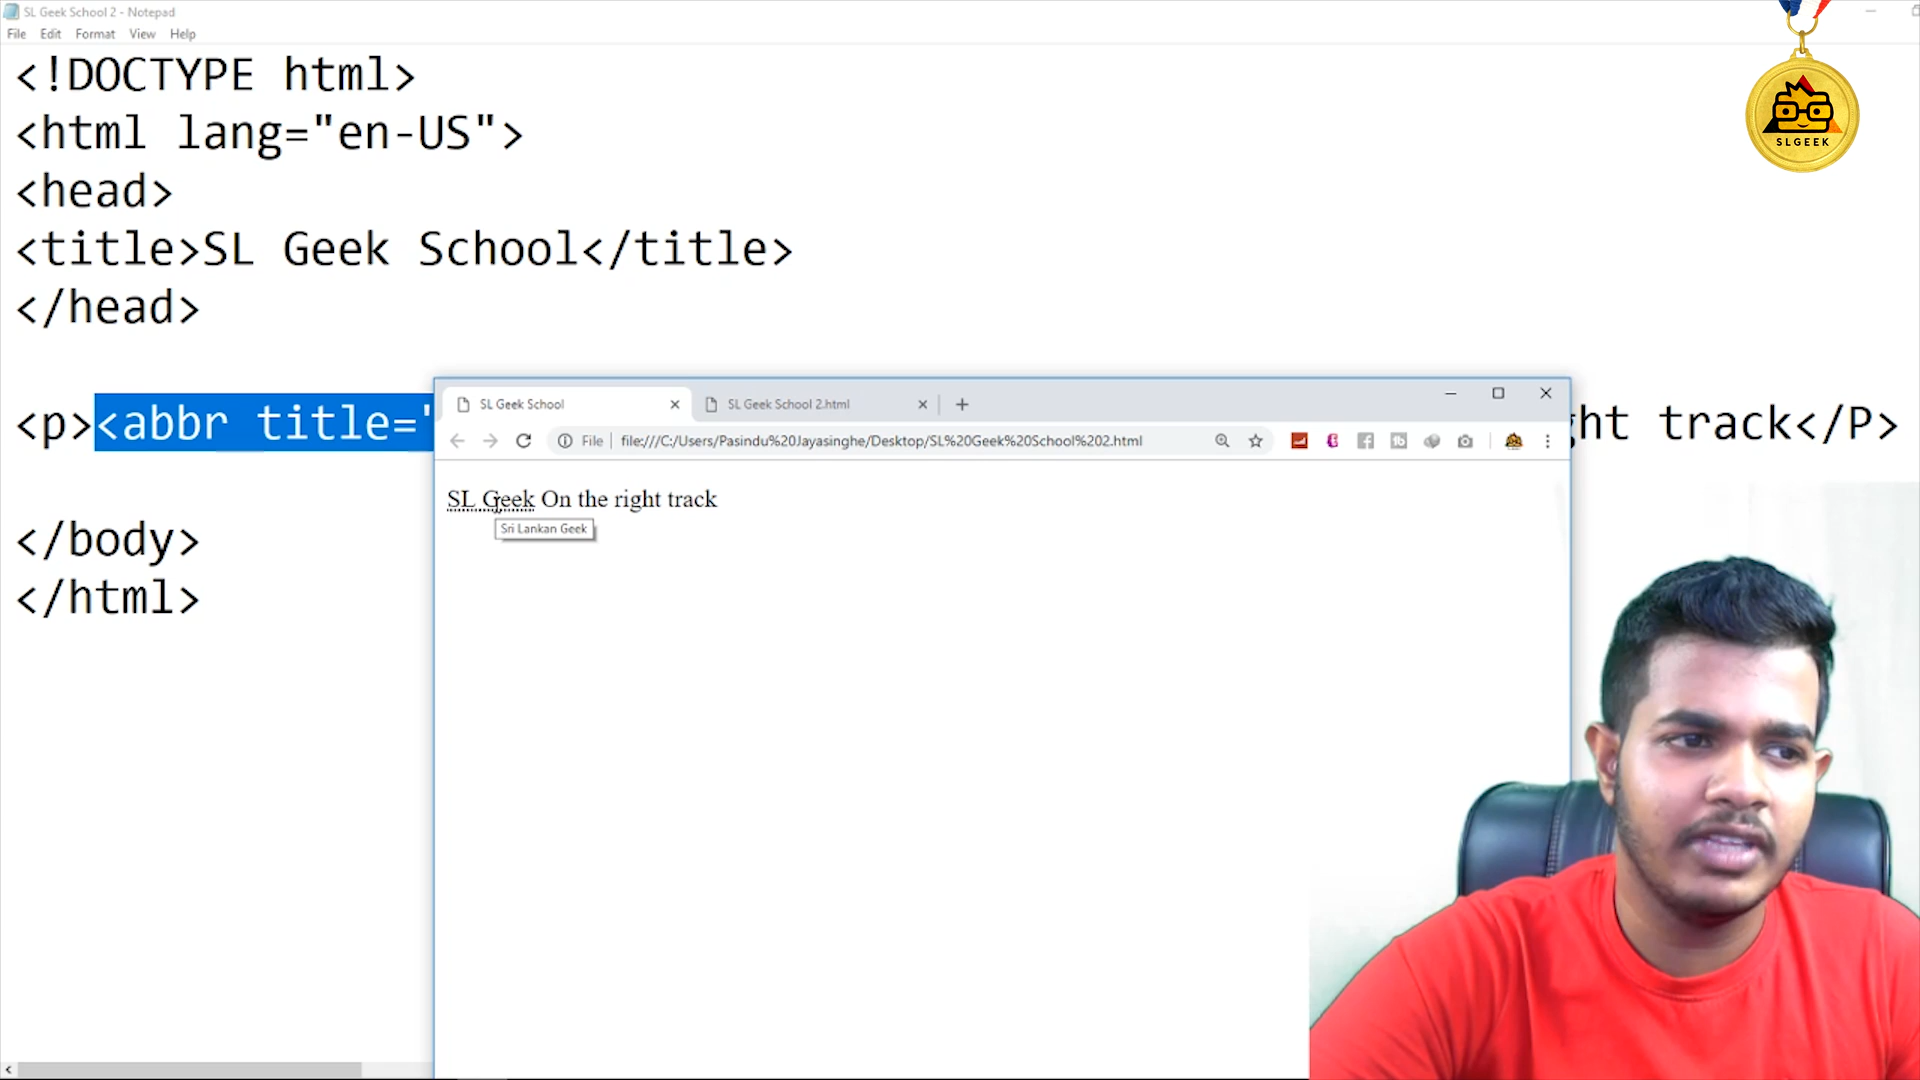 SL Geek School 2 - Notepad
File Edit Format View Help
<!DOCTYPE html>
<html lang="en-US">
<head>
<title>SL Geek School</title>
</head>
<p><abbr title="
ght track</P>
</body>
</html>
SL Geek School
SL Geek School 2.html
File file:///C:/Users/Pasindu%20Jayasinghe/Desktop/SL%20Geek%20School%202.html
SL Geek On the right track
Sri Lankan Geek
SLGEEK